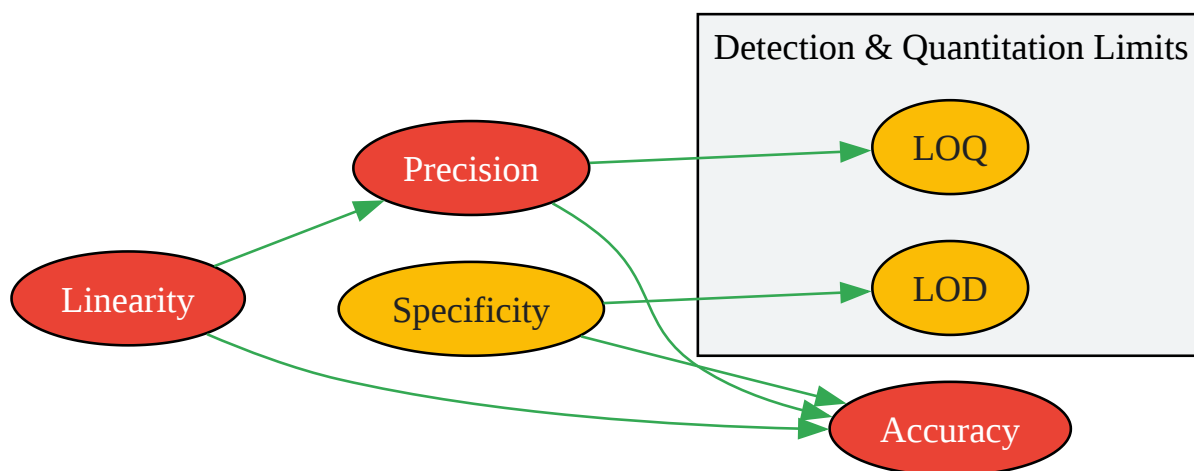 Detection & Quantitation Limits
LOQ
Precision
LOD
Linearity
Specificity
Accuracy